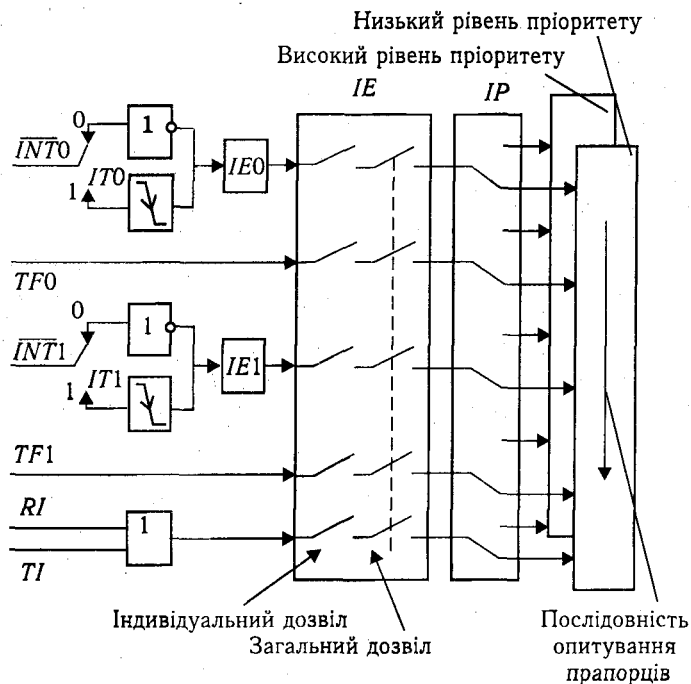 Низький рівень пріоритету
Високий рівень пріоритету
IE
IP
0
1
INT0
IT0
1
IE0
TF0
0
1
INT1
IT1
1
IE1
TF1
RI
1
TI
Індивідуальний дозвіл
Загальний дозвіл
Послідовність
опитування
прапорців